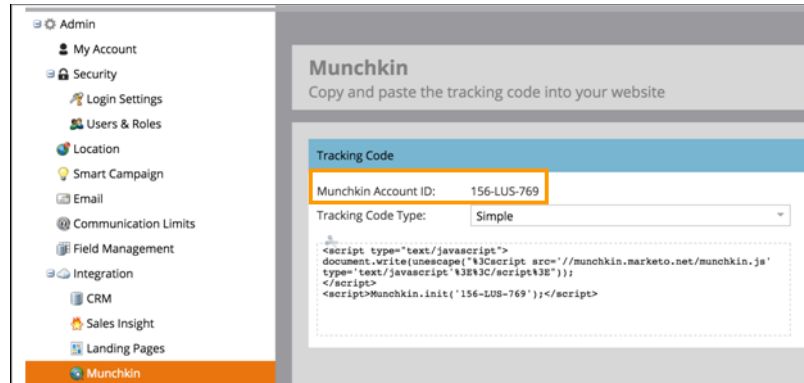 Admin
My Account
Security
Login Settings
Users & Roles
Location
Smart Campaign
Email
Communication Limits
Field Management
Integration
CRM
Sales Insight
Landing Pages
Munchkin
Munchkin
Copy and paste the tracking code into your website
Tracking Code
Munchkin Account ID: 156-LUS-769
Tracking Code Type: Simple
<script type="text/javascript">
document.write(unescape("%3Cscript src='//munchkin.marketo.net/munchkin.js'
type='text/javascript'%3E%3C/script%3E"));
</script>
<script>Munchkin.init('156-LUS-769');</script>